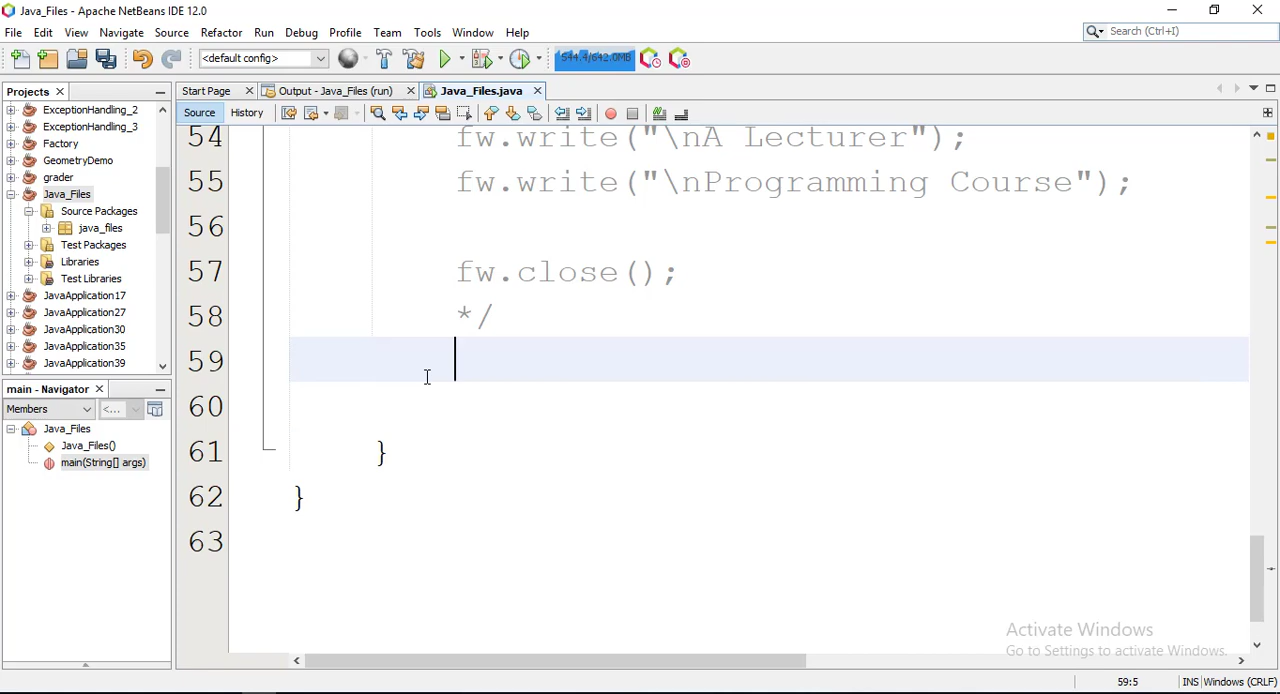 Java_Files - Apache NetBeans IDE 12.0
File Edit View Navigate Source Refactor Run Debug Profile Team Tools Window Help
Search (Ctrl+I)
<default config>
544.4/642.0MB
Projects
Start Page
Output - Java_Files (run)
Java_Files.java
Source History
ExceptionHandling_2
ExceptionHandling_3
Factory
GeometryDemo
grader
Java_Files
Source Packages
java_files
Test Packages
Libraries
Test Libraries
JavaApplication17
JavaApplication27
JavaApplication30
JavaApplication35
JavaApplication39
main - Navigator
Members
<...
Java_Files
Java_Files()
main(String[] args)
54 fw.write("\nA Lecturer");
55 fw.write("\nProgramming Course");
56
57 fw.close();
58 */
59
60
61 }
62 }
63
Activate Windows
Go to Settings to activate Windows.
59:5 INS Windows (CRLF)